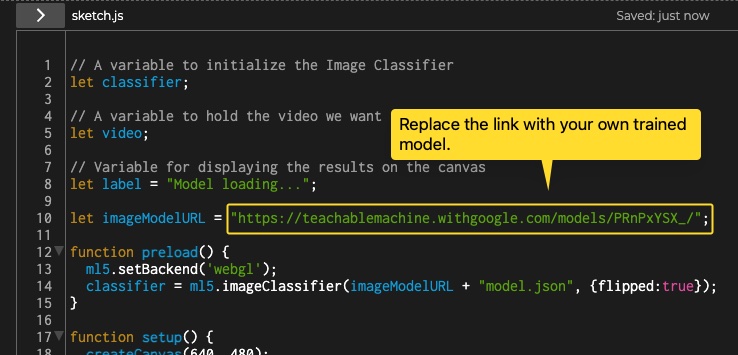 sketch.js Saved: just now
1 // A variable to initialize the Image Classifier
2 let classifier;
3
4 // A variable to hold the video we want
5 let video;
6
7 // Variable for displaying the results on the canvas
8 let label = "Model loading...";
9
10 let imageModelURL = "https://teachablemachine.withgoogle.com/models/PRnPxYSX_/";
11
12 function preload() {
13 ml5.setBackend('webgl');
14 classifier = ml5.imageClassifier(imageModelURL + "model.json", {flipped:true});
15 }
16
17 function setup() {
18 createCanvas(640, 480);
Replace the link with your own trained
model.